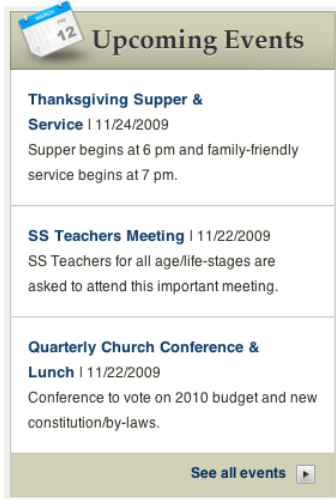 MARCH
FRI
12
Upcoming Events
Thanksgiving Supper &
Service | 11/24/2009
Supper begins at 6 pm and family-friendly
service begins at 7 pm.
SS Teachers Meeting | 11/22/2009
SS Teachers for all age/life-stages are
asked to attend this important meeting.
Quarterly Church Conference &
Lunch | 11/22/2009
Conference to vote on 2010 budget and new
constitution/by-laws.
See all events